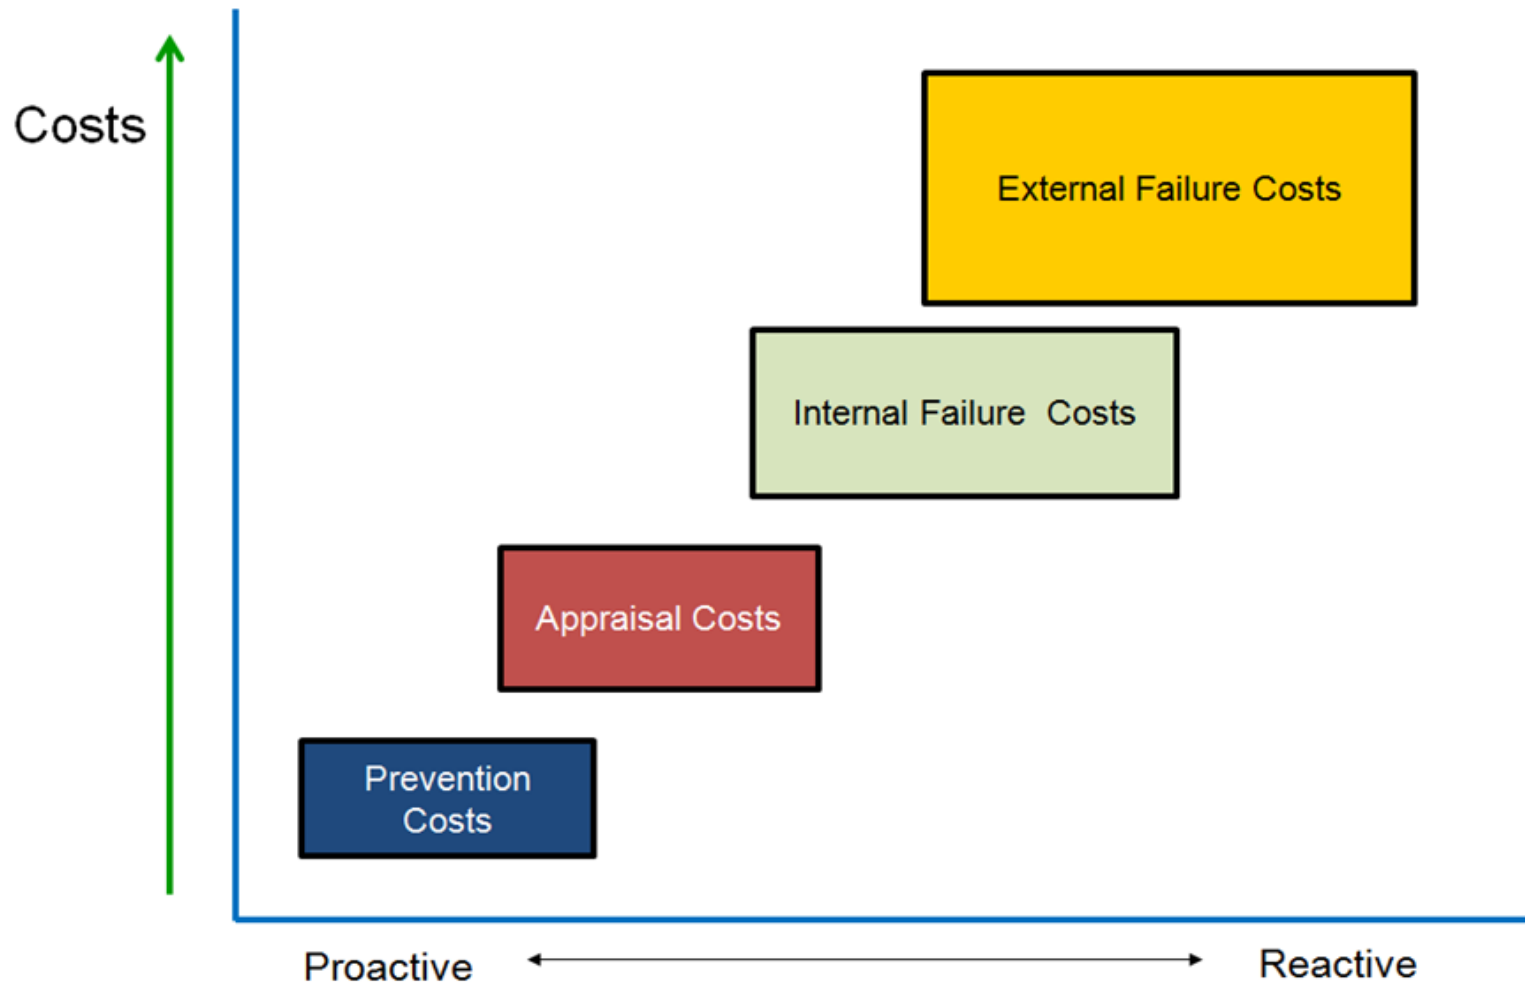 Costs
External Failure Costs
Internal Failure  Costs
Appraisal Costs
Prevention
Costs
Proactive
Reactive